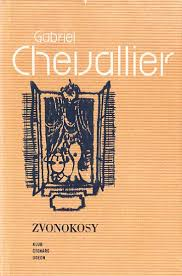 Gabriel
Chevallier
ZVONOKOSY
KLUB
ČTENÁŘŮ
ODEON